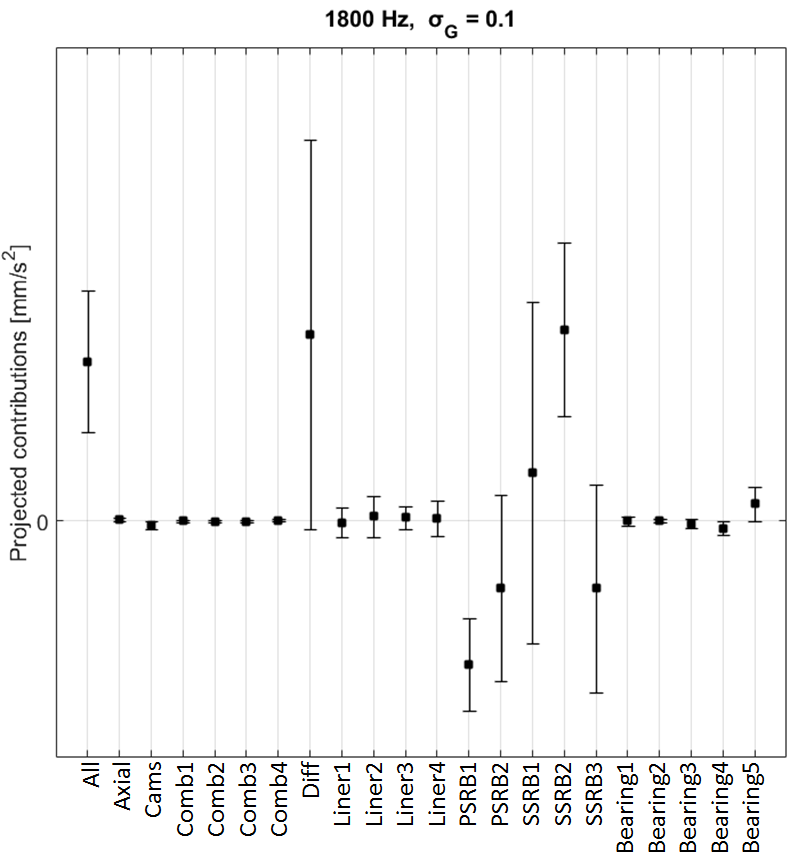 1800 Hz, σG = 0.1
Projected contributions [mm/s2]
0
All
Axial
Cams
Comb1
Comb2
Comb3
Comb4
Diff
Liner1
Liner2
Liner3
Liner4
PSRB1
PSRB2
SSRB1
SSRB2
SSRB3
Bearing1
Bearing2
Bearing3
Bearing4
Bearing5